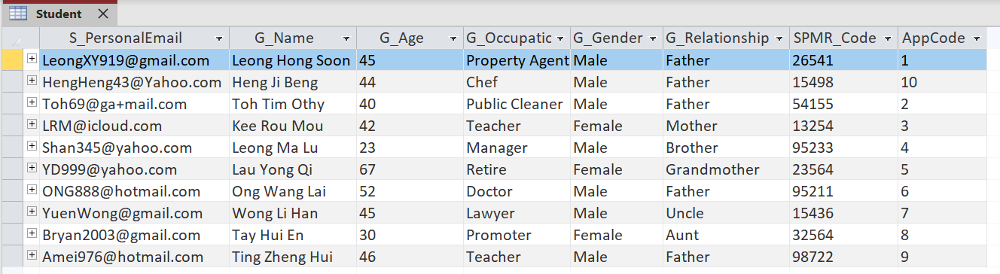 Student
S_PersonalEmail G_Name G_Age G_Occupatic G_Gender G_Relationship SPMR_Code AppCode
LeongXY919@gmail.com Leong Hong Soon 45 Property Agent Male Father 26541 1
HengHeng43@Yahoo.com Heng Ji Beng 44 Chef Male Father 15498 10
Toh69@ga+mail.com Toh Tim Othy 40 Public Cleaner Male Father 54155 2
LRM@icloud.com Kee Rou Mou 42 Teacher Female Mother 13254 3
Shan345@yahoo.com Leong Ma Lu 23 Manager Male Brother 95233 4
YD999@yahoo.com Lau Yong Qi 67 Retire Female Grandmother 23564 5
ONG888@hotmail.com Ong Wang Lai 52 Doctor Male Father 95211 6
YuenWong@gmail.com Wong Li Han 45 Lawyer Male Uncle 15436 7
Bryan2003@gmail.com Tay Hui En 30 Promoter Female Aunt 32564 8
Amei976@hotmail.com Ting Zheng Hui 46 Teacher Male Father 98722 9